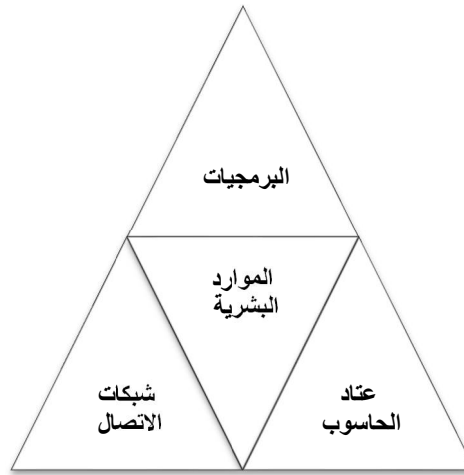 البرمجيات
الموارد
البشرية
عتاد
الحاسوب
شبكات
الاتصال